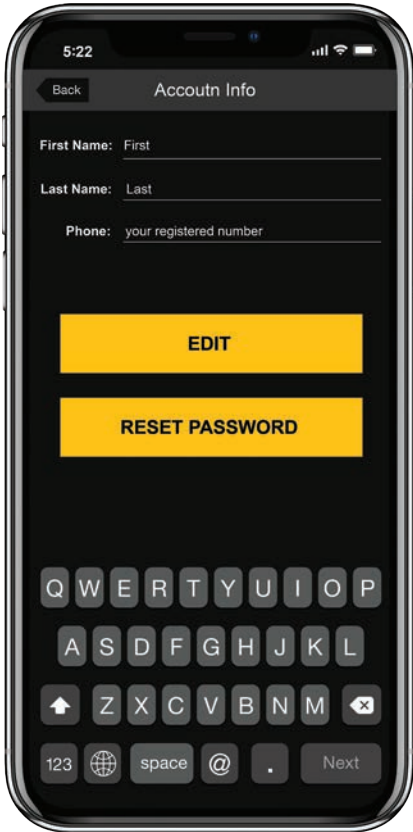 5:22
Back Accoutn Info
First Name: First
Last Name: Last
Phone: your registered number
EDIT
RESET PASSWORD
Q W E R T Y U I O P
A S D F G H J K L
Z X C V B N M
123 space @ . Next